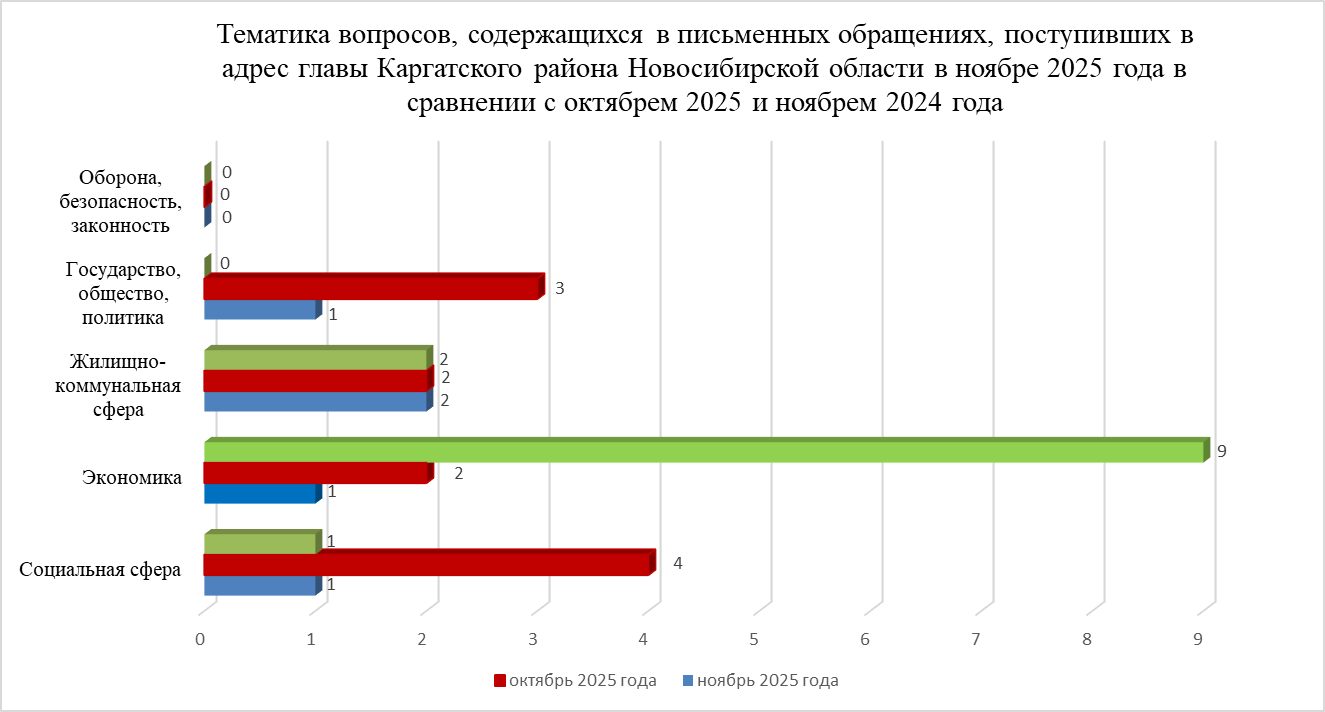 Тематика вопросов, содержащихся в письменных обращениях, поступивших в
адрес главы Каргатского района Новосибирской области в ноябре 2025 года в
сравнении с октябрем 2025 и ноябрем 2024 года
Оборона,
безопасность,
законность
0
0
0
Государство,
общество,
политика
0
3
1
Жилищно-
коммунальная
сфера
2
2
2
Экономика
9
2
1
Социальная сфера
1
4
1
0 1 2 3 4 5 6 7 8 9
октябрь 2025 года ноябрь 2025 года